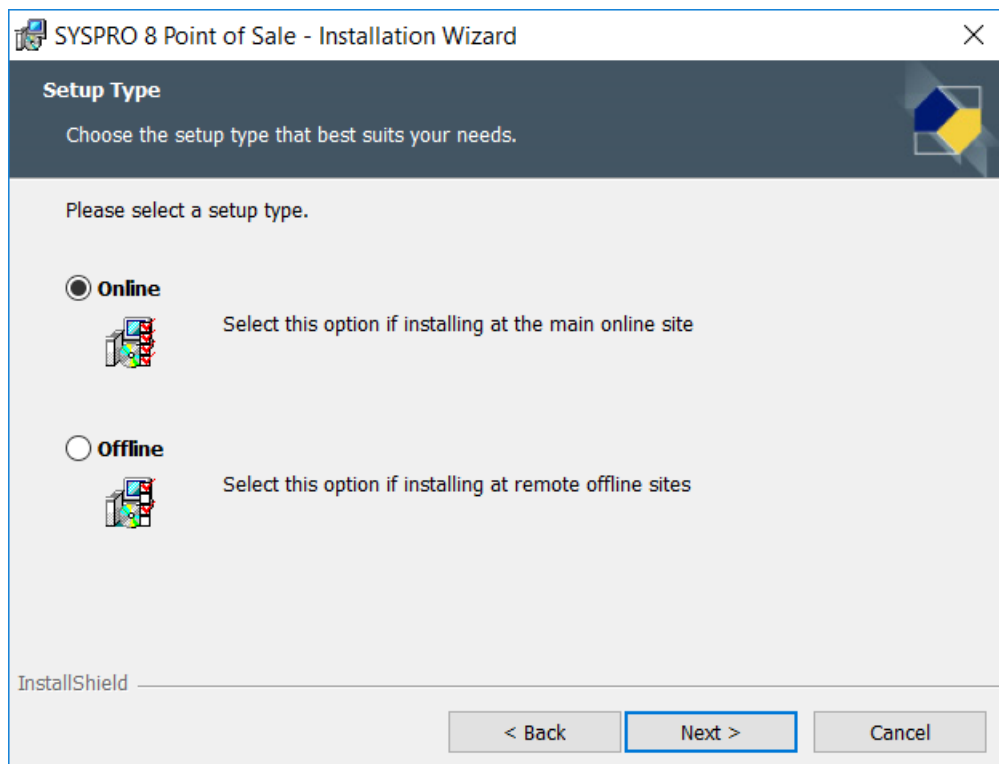 SYSPRO 8 Point of Sale - Installation Wizard
Setup Type
Choose the setup type that best suits your needs.
Please select a setup type.
Online
Select this option if installing at the main online site
Offline
Select this option if installing at remote offline sites
InstallShield
< Back
Next >
Cancel